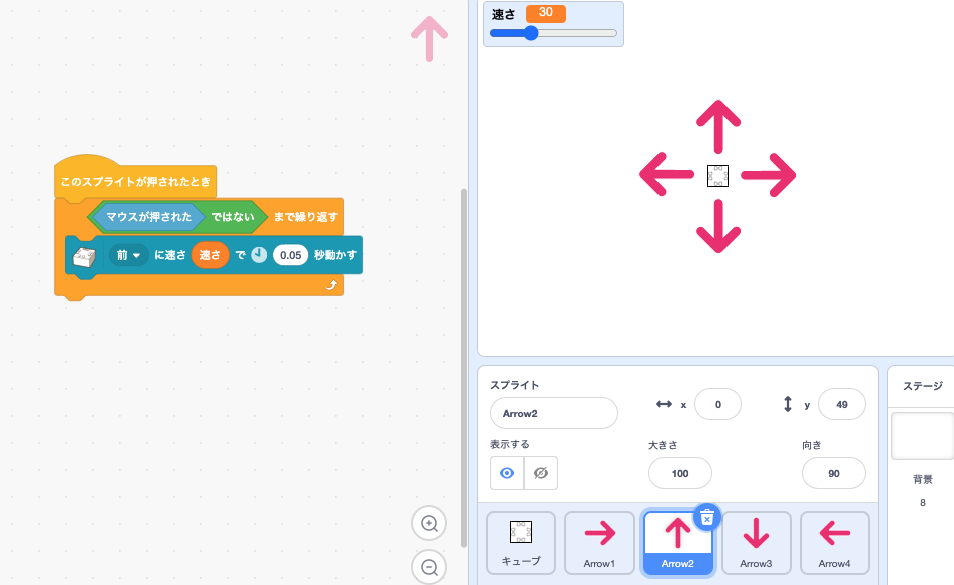 速さ 30
このスプライトが押されたとき
マウスが押された ではない まで繰り返す
前 に速さ 速さ で 0.05 秒動かす
スプライト
Arrow2
x 0
y 49
表示する
大きさ
100
向き
90
キューブ
Arrow1
Arrow2
Arrow3
Arrow4
ステージ
背景
8